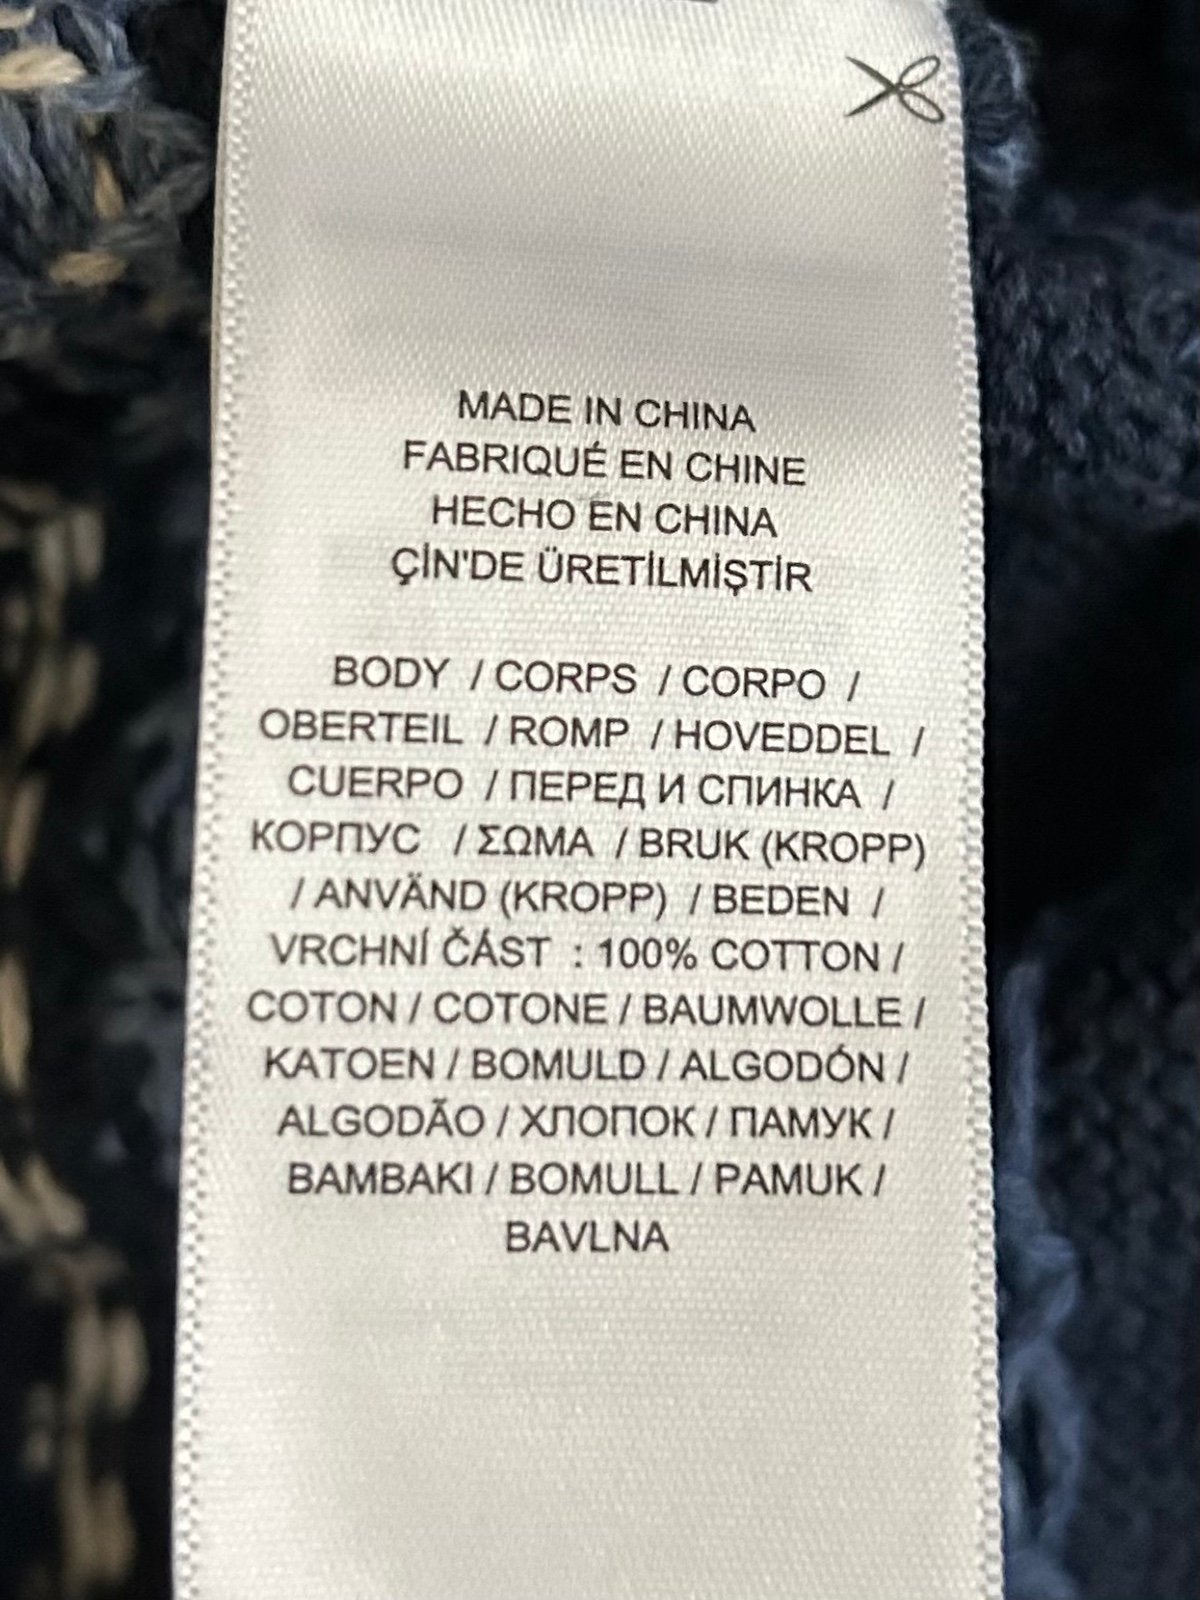 MADE IN CHINA
FABRIQUÉ EN CHINE
HECHO EN CHINA
ÇİN'DE ÜRETİLMİŞTİR
BODY / CORPS / CORPO /
OBERTEIL / ROMP / HOVEDDEL /
CUERPO / ПЕРЕД И СПИНКА /
КОРПУС / ΣΩΜΑ / BRUK (KROPP)
/ ANVÄND (KROPP) / BEDEN /
VRCHNÍ ČÁST : 100% COTTON /
COTON / COTONE / BAUMWOLLE /
KATOEN / BOMULD / ALGODÓN /
ALGODÃO / ХЛОПОК / ПАМУК /
BAMBAKI / BOMULL / PAMUK /
BAVLNA